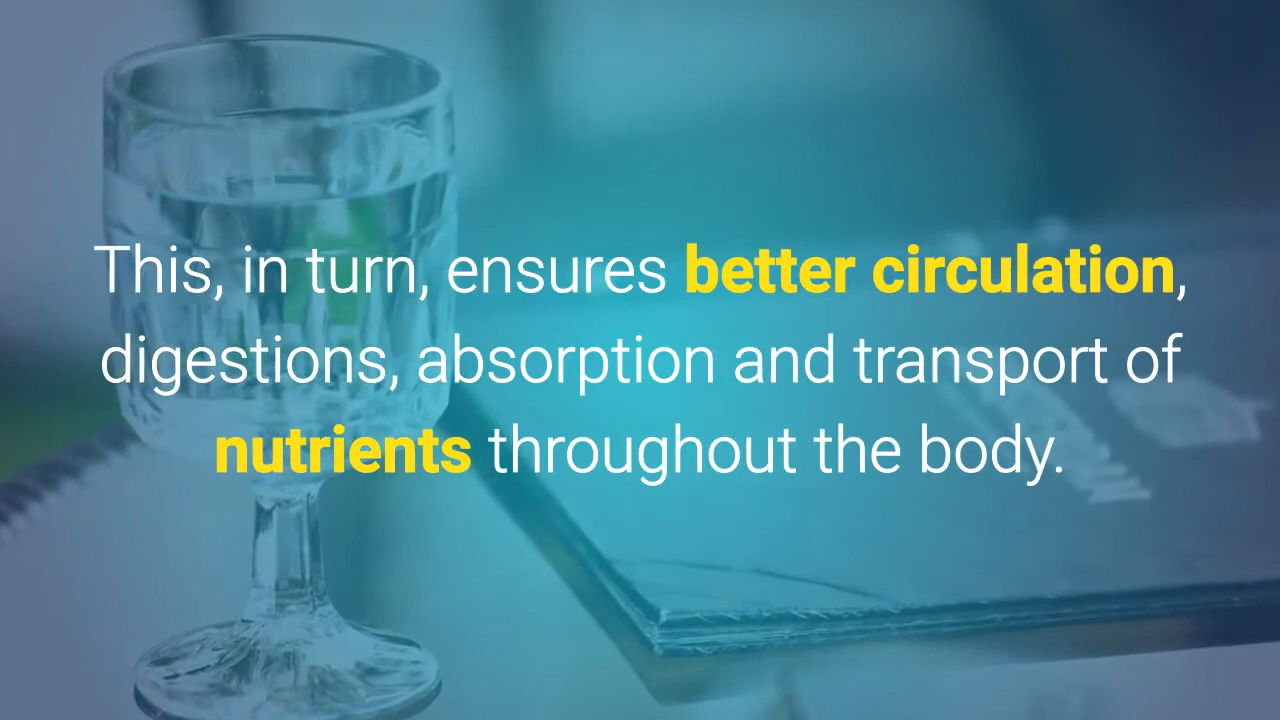 This, in turn, ensures better circulation,
digestions, absorption and transport of
nutrients throughout the body.